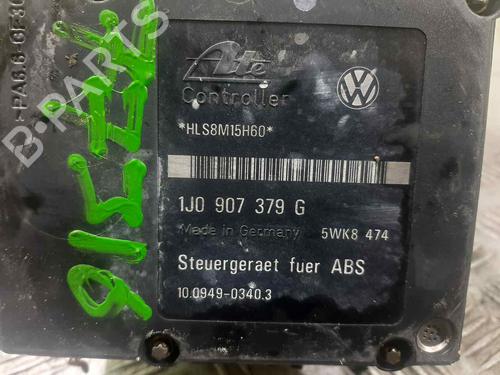 Ate
Controller
*HLS8M15H60*
1J0 907 379 G
Made in Germany 5WK8 474
Steuergeraet fuer ABS
10.0949-0340.3
B-PARTS